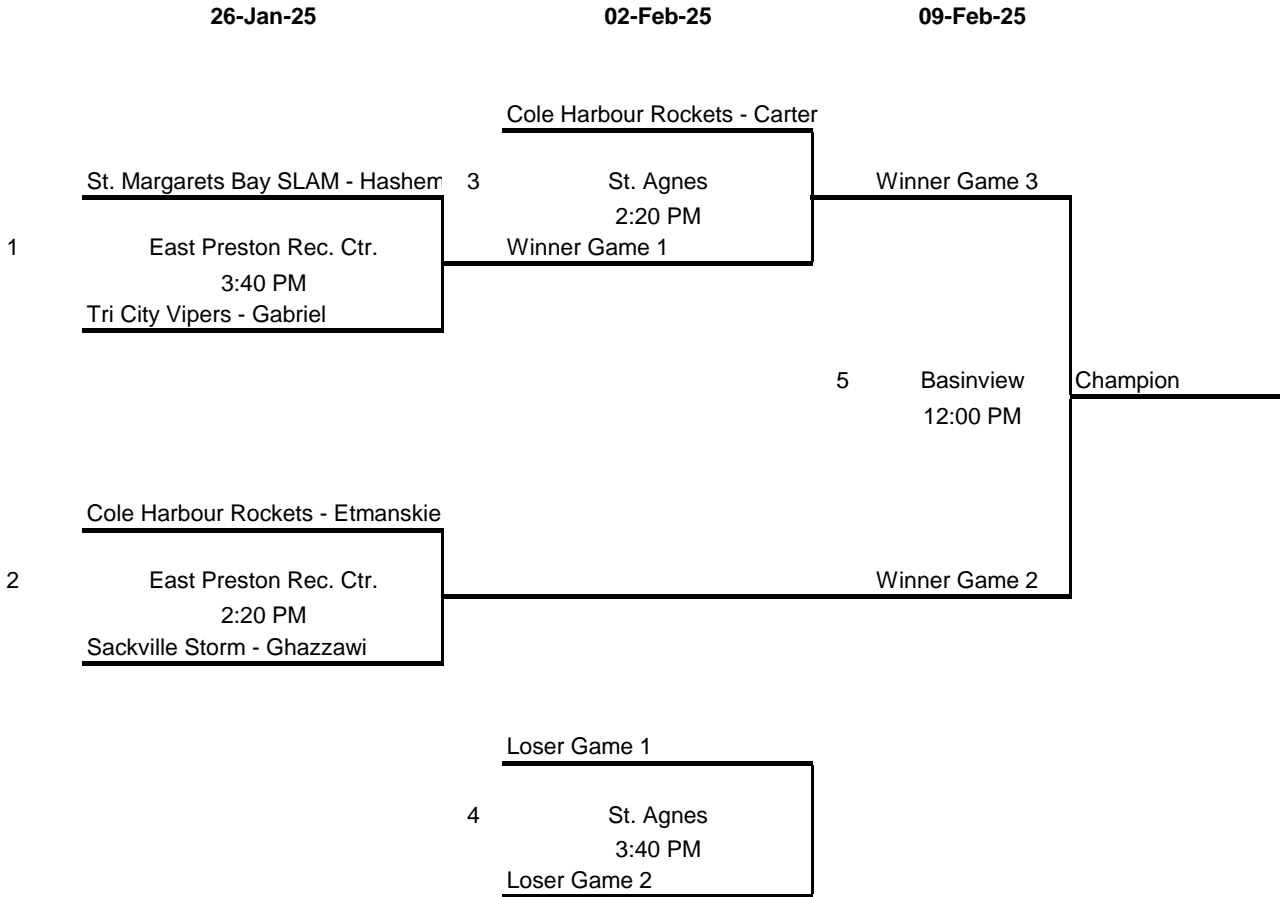 26-Jan-25 02-Feb-25 09-Feb-25
Cole Harbour Rockets - Carter
St. Margarets Bay SLAM - Hashem 3 St. Agnes Winner Game 3
2:20 PM
1 East Preston Rec. Ctr. Winner Game 1
3:40 PM
Tri City Vipers - Gabriel
5 Basinview Champion
12:00 PM
Cole Harbour Rockets - Etmanskie
2 East Preston Rec. Ctr. Winner Game 2
2:20 PM
Sackville Storm - Ghazzawi
Loser Game 1
4 St. Agnes
3:40 PM
Loser Game 2